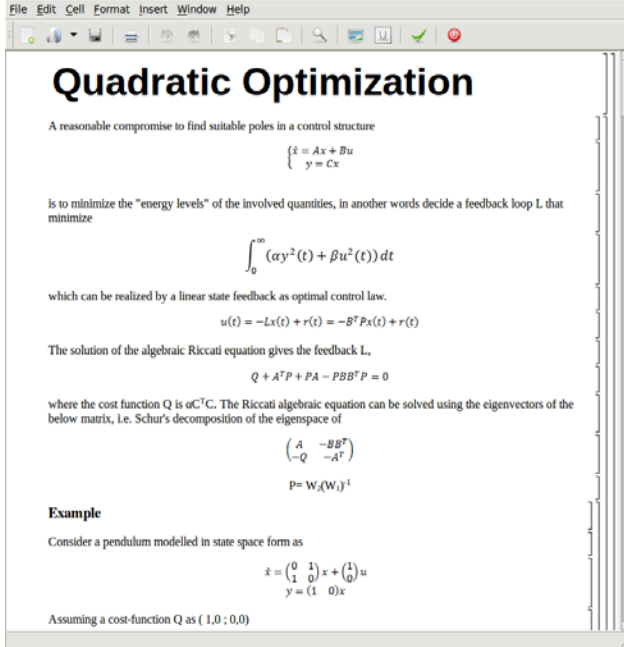 File Edit Cell Format Insert Window Help
Quadratic Optimization
A reasonable compromise to find suitable poles in a control structure
{ẋ = Ax + Bu
y = Cx
is to minimize the "energy levels" of the involved quantities, in another words decide a feedback loop L that
minimize
∫₀^∞ (αy²(t) + βu²(t)) dt
which can be realized by a linear state feedback as optimal control law.
u(t) = −Lx(t) + r(t) = −BᵀPx(t) + r(t)
The solution of the algebraic Riccati equation gives the feedback L,
Q + AᵀP + PA − PBBᵀP = 0
where the cost function Q is αCᵀC. The Riccati algebraic equation can be solved using the eigenvectors of the
below matrix, i.e. Schur's decomposition of the eigenspace of
( A −BBᵀ
−Q −Aᵀ )
P= W₂(W₁)⁻¹
Example
Consider a pendulum modelled in state space form as
ẋ = (0 1
1 0) x + (1
0) u
y = (1 0)x
Assuming a cost-function Q as ( 1,0 ; 0,0)